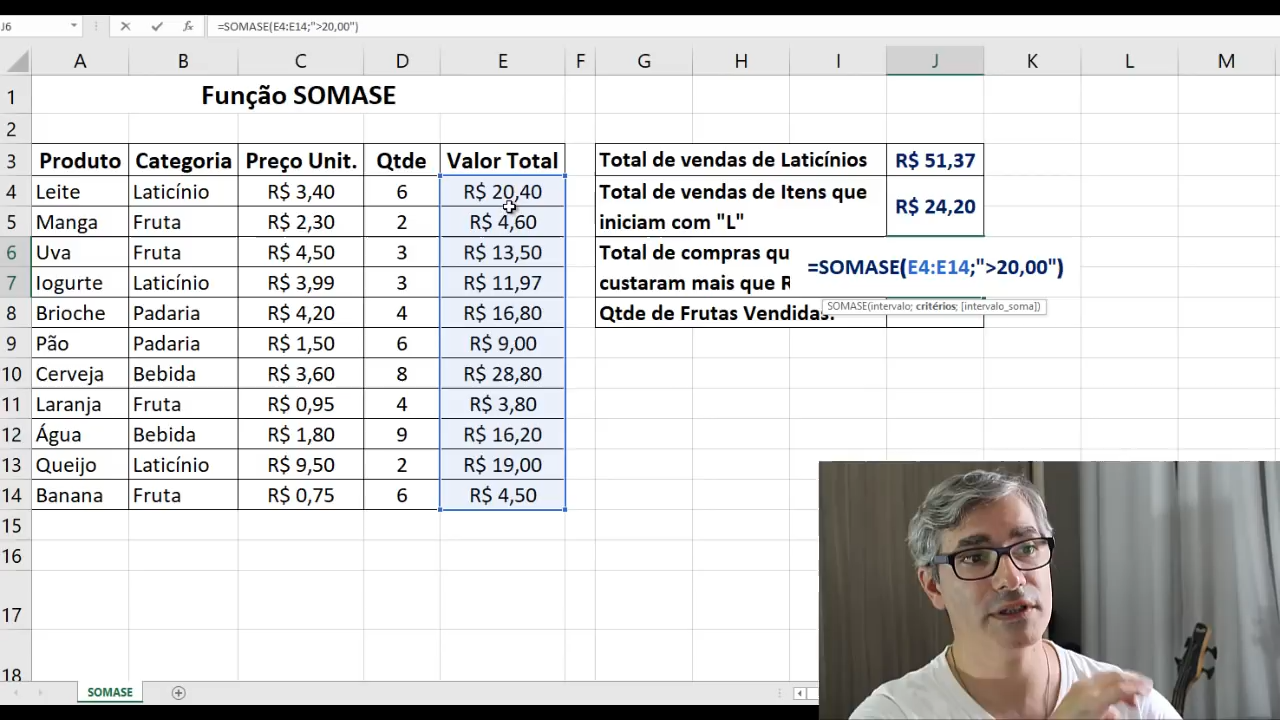 J6 =SOMASE(E4:E14;">20,00")
A B C D E F G H I J K L M
1 Função SOMASE
2
3 Produto Categoria Preço Unit. Qtde Valor Total Total de vendas de Laticínios R$ 51,37
4 Leite Laticínio R$ 3,40 6 R$ 20,40 Total de vendas de Itens que
R$ 24,20
5 Manga Fruta R$ 2,30 2 R$ 4,60 iniciam com "L"
6 Uva Fruta R$ 4,50 3 R$ 13,50 Total de compras qu
=SOMASE(E4:E14;">20,00")
7 Iogurte Laticínio R$ 3,99 3 R$ 11,97 custaram mais que R
SOMASE(intervalo; critérios; [intervalo_soma])
8 Brioche Padaria R$ 4,20 4 R$ 16,80 Qtde de Frutas Vendidas:
9 Pão Padaria R$ 1,50 6 R$ 9,00
10 Cerveja Bebida R$ 3,60 8 R$ 28,80
11 Laranja Fruta R$ 0,95 4 R$ 3,80
12 Água Bebida R$ 1,80 9 R$ 16,20
13 Queijo Laticínio R$ 9,50 2 R$ 19,00
14 Banana Fruta R$ 0,75 6 R$ 4,50
15
16
17
18
SOMASE